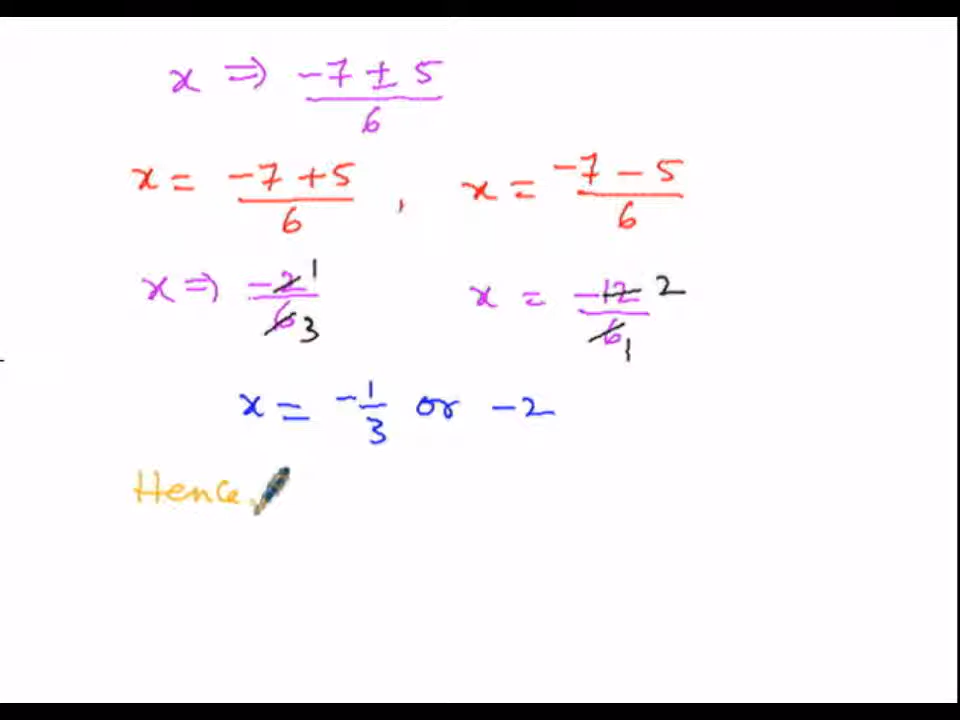 x ⇒ -7 ± 5 / 6
x = -7 + 5 / 6 , x = -7 - 5 / 6
x ⇒ -2 1 / 6 3 x = -12 2 / 6 1
x = -1/3 or -2
Hence,